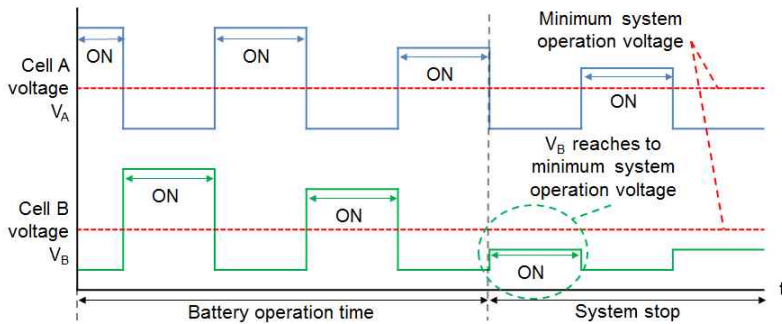 Minimum system
operation voltage
ON
ON
ON
ON
Cell A
voltage
V_A
V_B reaches to
minimum system
operation voltage
ON
ON
ON
Cell B
voltage
V_B
t
Battery operation time
System stop